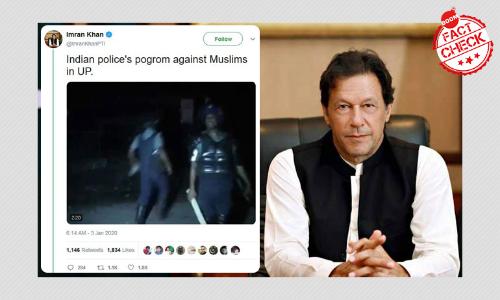 Imran Khan
@ImranKhanPTI
Follow
Indian police's pogrom against Muslims
in UP.
2:20
6:14 AM - 3 Jan 2020
1,146 Retweets 1,834 Likes
BOOM
FACT
CHECK